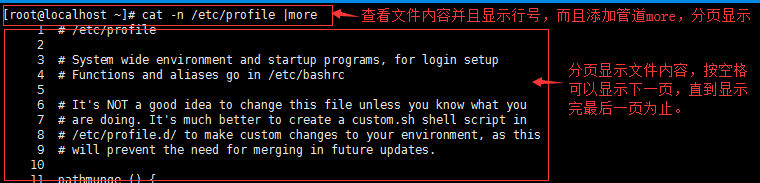 [root@localhost ~]# cat -n /etc/profile |more
查看文件内容并且显示行号，而且添加管道more，分页显示
1 # /etc/profile
2
3 # System wide environment and startup programs, for login setup
4 # Functions and aliases go in /etc/bashrc
5
6 # It's NOT a good idea to change this file unless you know what you
7 # are doing. It's much better to create a custom.sh shell script in
8 # /etc/profile.d/ to make custom changes to your environment, as this
9 # will prevent the need for merging in future updates.
10
11 pathmunge () {
分页显示文件内容，按空格
可以显示下一页，直到显示
完最后一页为止。